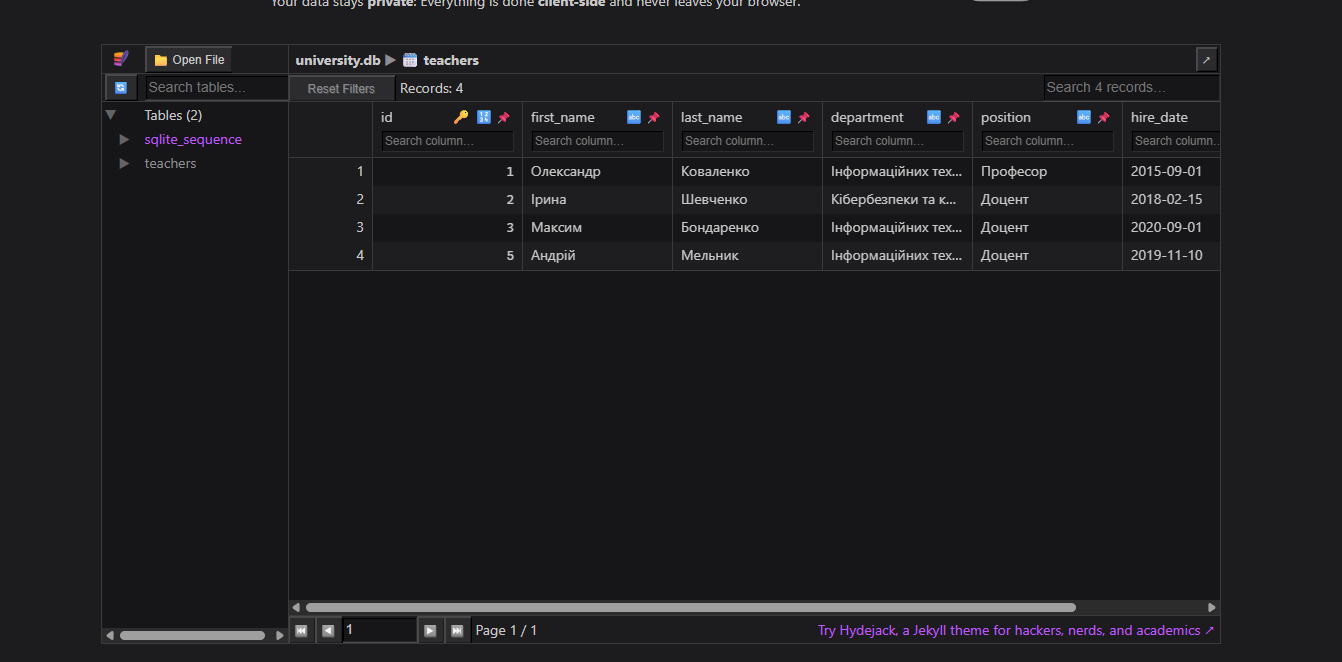 Your data stays private: Everything is done client-side and never leaves your browser.
Open File
university.db ▶ teachers
Search tables...
Reset Filters
Records: 4
Search 4 records...
Tables (2)
sqlite_sequence
teachers
id first_name last_name department position hire_date
Search column... Search column... Search column... Search column... Search column... Search column...
1 1 Олександр Коваленко Інформаційних тех... Професор 2015-09-01
2 2 Ірина Шевченко Кібербезпеки та к... Доцент 2018-02-15
3 3 Максим Бондаренко Інформаційних тех... Доцент 2020-09-01
4 5 Андрій Мельник Інформаційних тех... Доцент 2019-11-10
1
Page 1 / 1
Try Hydejack, a Jekyll theme for hackers, nerds, and academics ↗